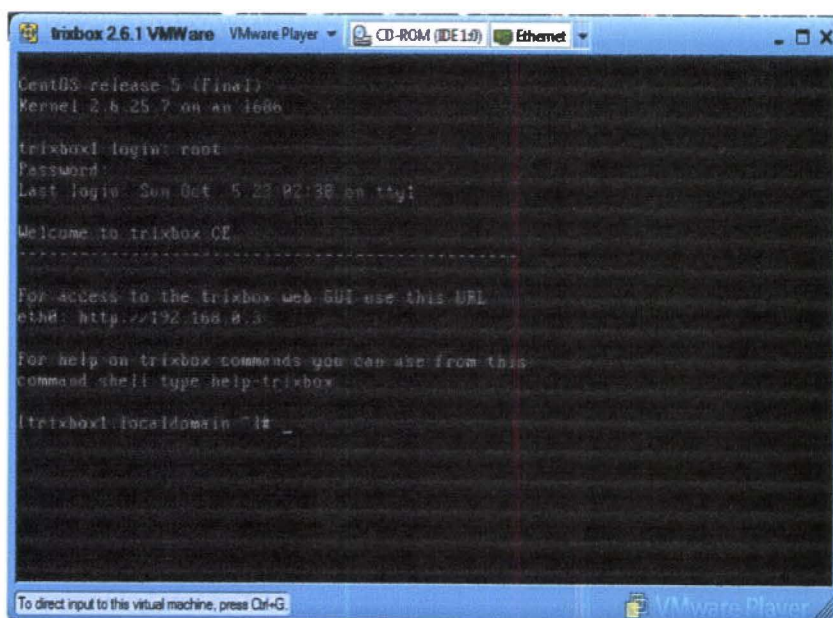 trixbox 2.6.1 VMWare VMware Player CD-ROM (IDE 1:0) Ethernet
CentOS release 5 (Final)
Kernel 2.6.25.7 on an i686
trixbox1 login: root
Password:
Last login: Sun Oct 5 23:02:38 on tty1
Welcome to trixbox CE
--------------------------------------------------
For access to the trixbox web GUI use this URL
eth0: http://192.168.0.3
For help on trixbox commands you can use from this
command shell type help-trixbox
[trixbox1.localdomain ~]# _
To direct input to this virtual machine, press Ctrl+G.
VMware Player